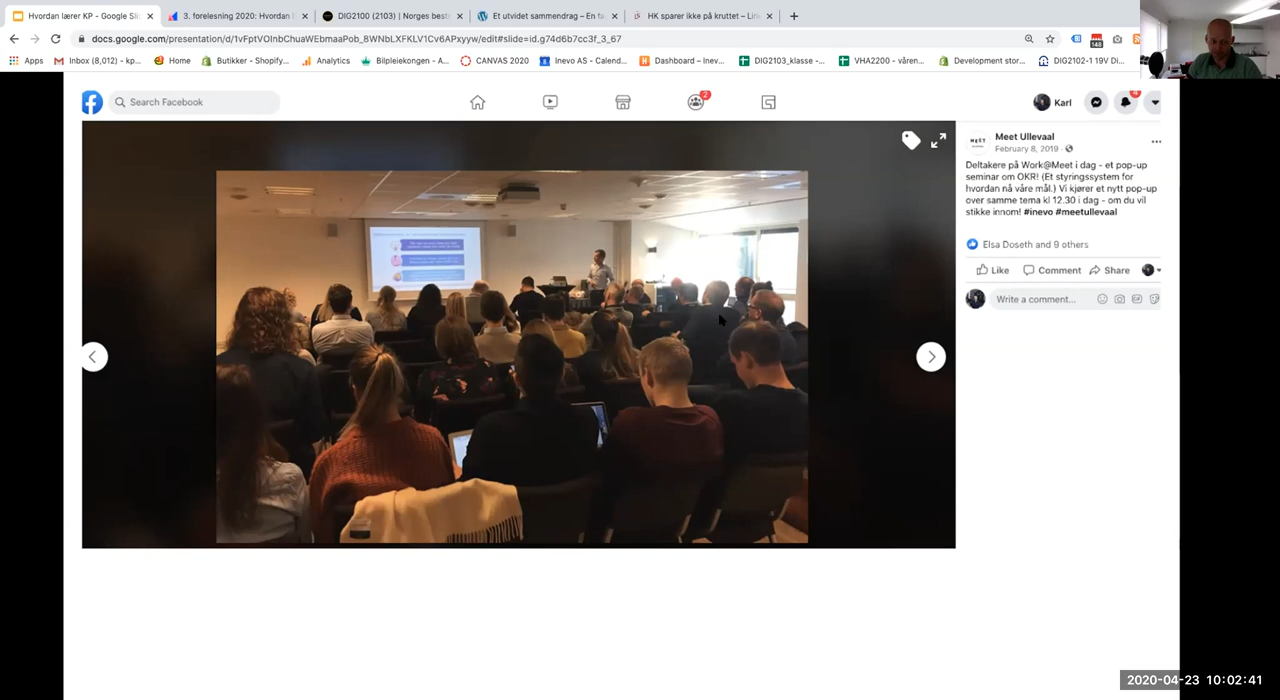 Hvordan lærer KP - Google Sli
3. forelesning 2020: Hvordan
DIG2100 (2103) | Norges best
Et utvidet sammendrag – En fa
HK sparer ikke på kruttet – Line
docs.google.com/presentation/d/1vFptVOInbChuaWEbmaaPob_8WNbLXFKLV1Cv6APxyyw/edit#slide=id.g74d6b7cc3f_3_67
148
Apps
Inbox (8,012) - kp...
Home
Butikker - Shopify...
Analytics
Bilpleiekongen - A...
CANVAS 2020
Inevo AS - Calend...
Dashboard – Inev...
DIG2103_klasse -...
VHA2200 - våren...
Development stor...
DIG2102-1 19V Di...
Search Facebook
2
Karl
4
MEET
Meet Ullevaal
February 8, 2019 ·
Deltakere på Work@Meet i dag - et pop-up
seminar om OKR! (Et styringssystem for
hvordan nå våre mål.) Vi kjører et nytt pop-up
over samme tema kl 12.30 i dag - om du vil
stikke innom! #inevo #meetullevaal
Elsa Doseth and 9 others
Like
Comment
Share
Write a comment...
2020-04-23 10:02:41